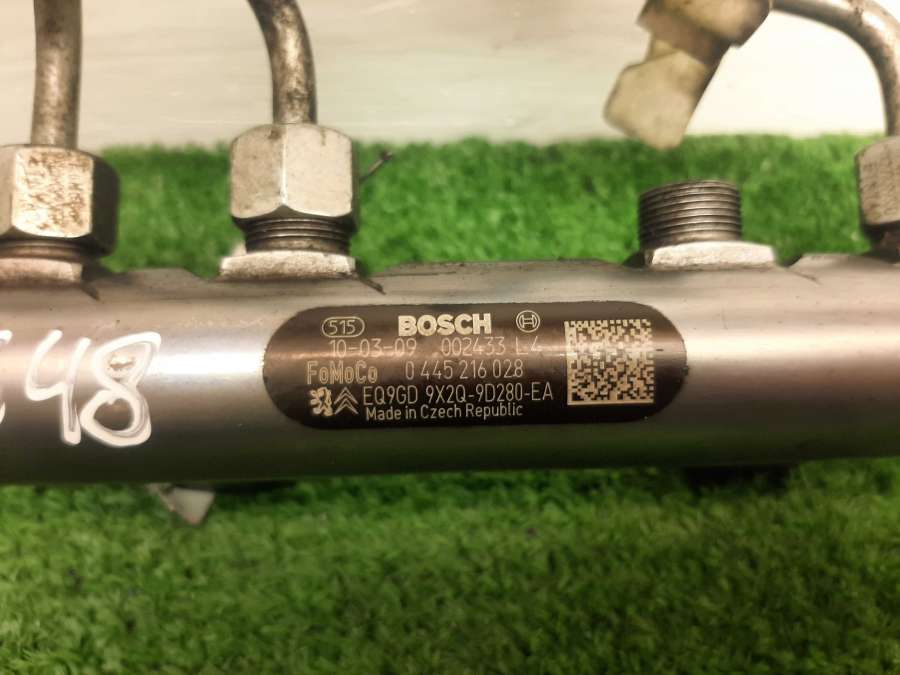 48
515 BOSCH
10-03-09 002433 L4
FoMoCo 0 445 216 028
EQ9GD 9X2Q-9D280-EA
Made in Czech Republic